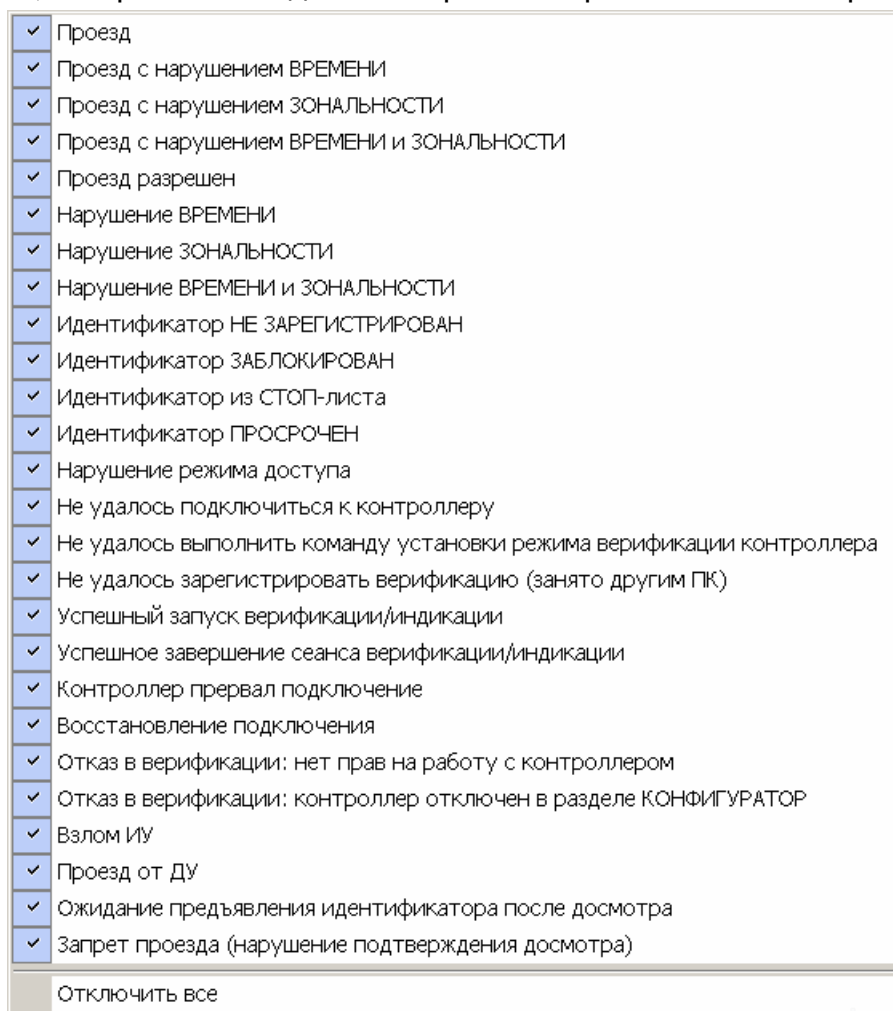 Проезд
Проезд с нарушением ВРЕМЕНИ
Проезд с нарушением ЗОНАЛЬНОСТИ
Проезд с нарушением ВРЕМЕНИ и ЗОНАЛЬНОСТИ
Проезд разрешен
Нарушение ВРЕМЕНИ
Нарушение ЗОНАЛЬНОСТИ
Нарушение ВРЕМЕНИ и ЗОНАЛЬНОСТИ
Идентификатор НЕ ЗАРЕГИСТРИРОВАН
Идентификатор ЗАБЛОКИРОВАН
Идентификатор из СТОП-листа
Идентификатор ПРОСРОЧЕН
Нарушение режима доступа
Не удалось подключиться к контроллеру
Не удалось выполнить команду установки режима верификации контроллера
Не удалось зарегистрировать верификацию (занято другим ПК)
Успешный запуск верификации/индикации
Успешное завершение сеанса верификации/индикации
Контроллер прервал подключение
Восстановление подключения
Отказ в верификации: нет прав на работу с контроллером
Отказ в верификации: контроллер отключен в разделе КОНФИГУРАТОР
Взлом ИУ
Проезд от ДУ
Ожидание предъявления идентификатора после досмотра
Запрет проезда (нарушение подтверждения досмотра)
Отключить все